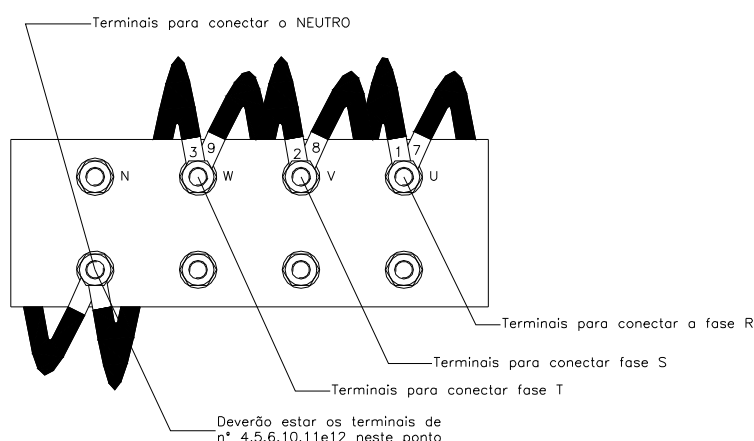 Terminais para conectar o NEUTRO
3 9 2 8 1 7
N W V U
Terminais para conectar a fase R
Terminais para conectar fase S
Terminais para conectar fase T
Deverão estar os terminais de
n° 4,5,6,10,11e12 neste ponto